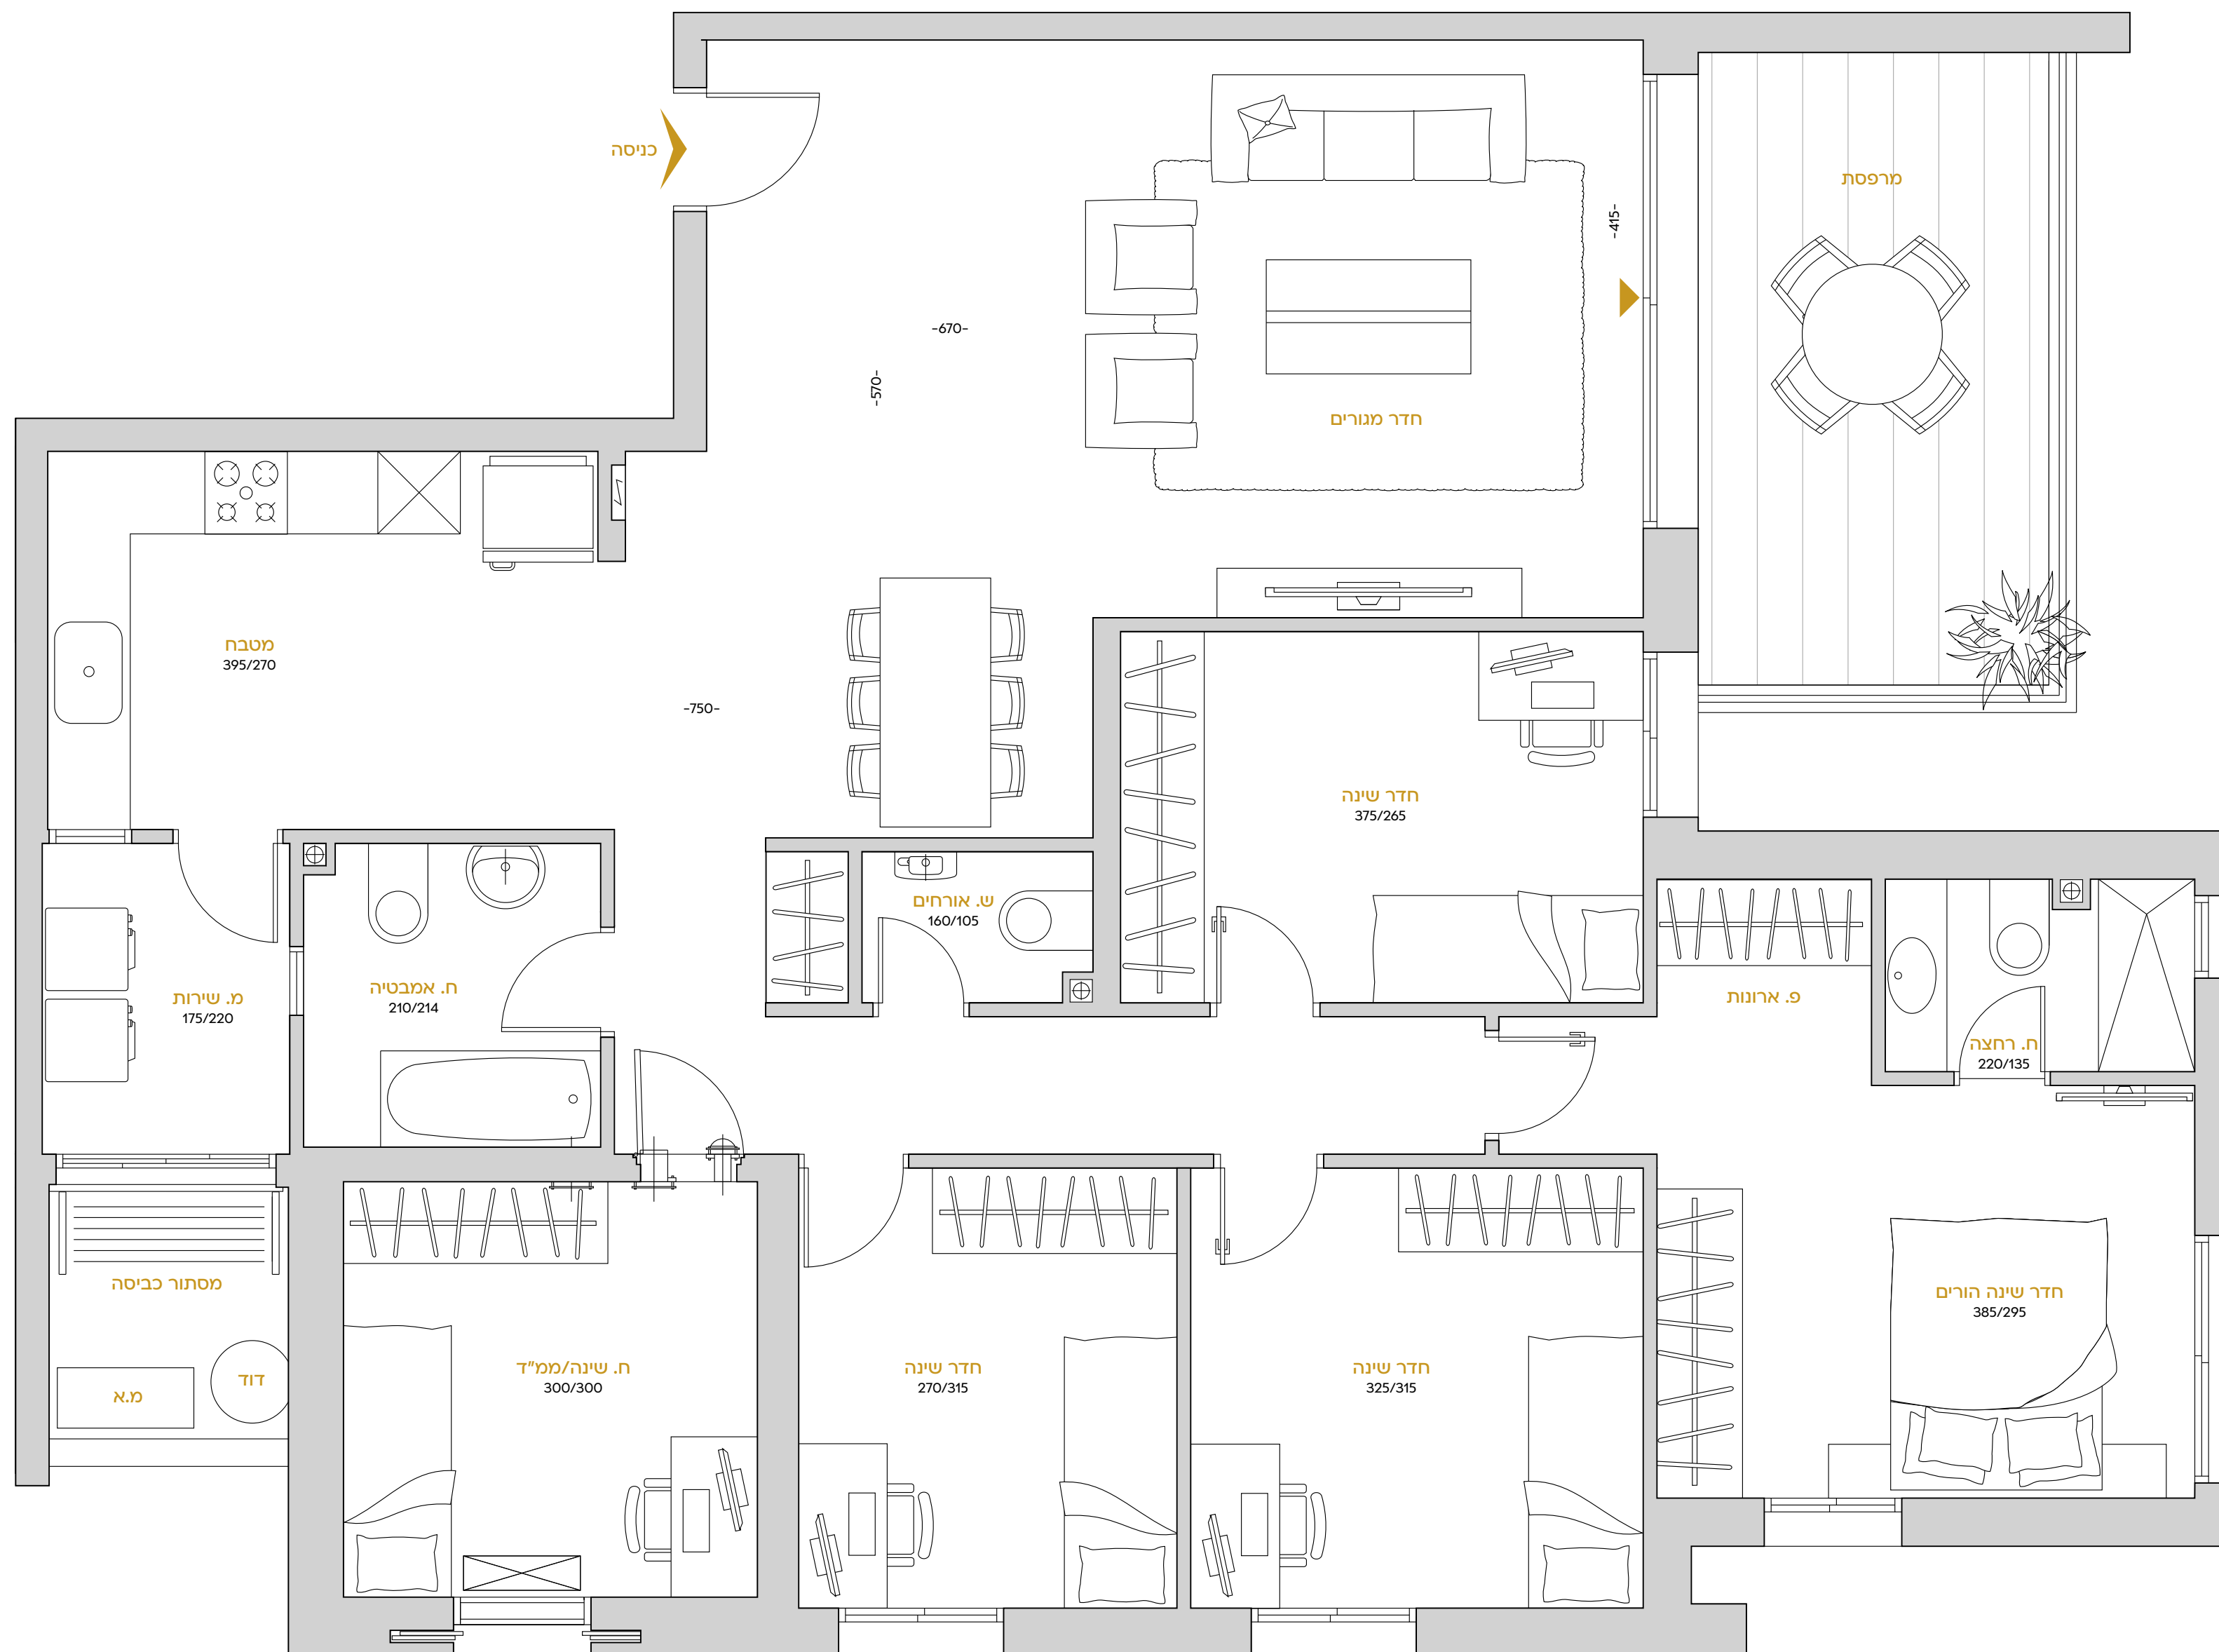 כניסה
מרפסת
-415-
-670-
-570-
חדר מגורים
מטבח
395/270
-750-
חדר שינה
375/265
ש. אורחים
160/105
מ. שירות
175/220
ח. אמבטיה
210/214
פ. ארונות
ח. רחצה
220/135
מסתור כביסה
דוד
מ.א
ח. שינה/ממ"ד
300/300
חדר שינה
270/315
חדר שינה
325/315
חדר שינה הורים
385/295